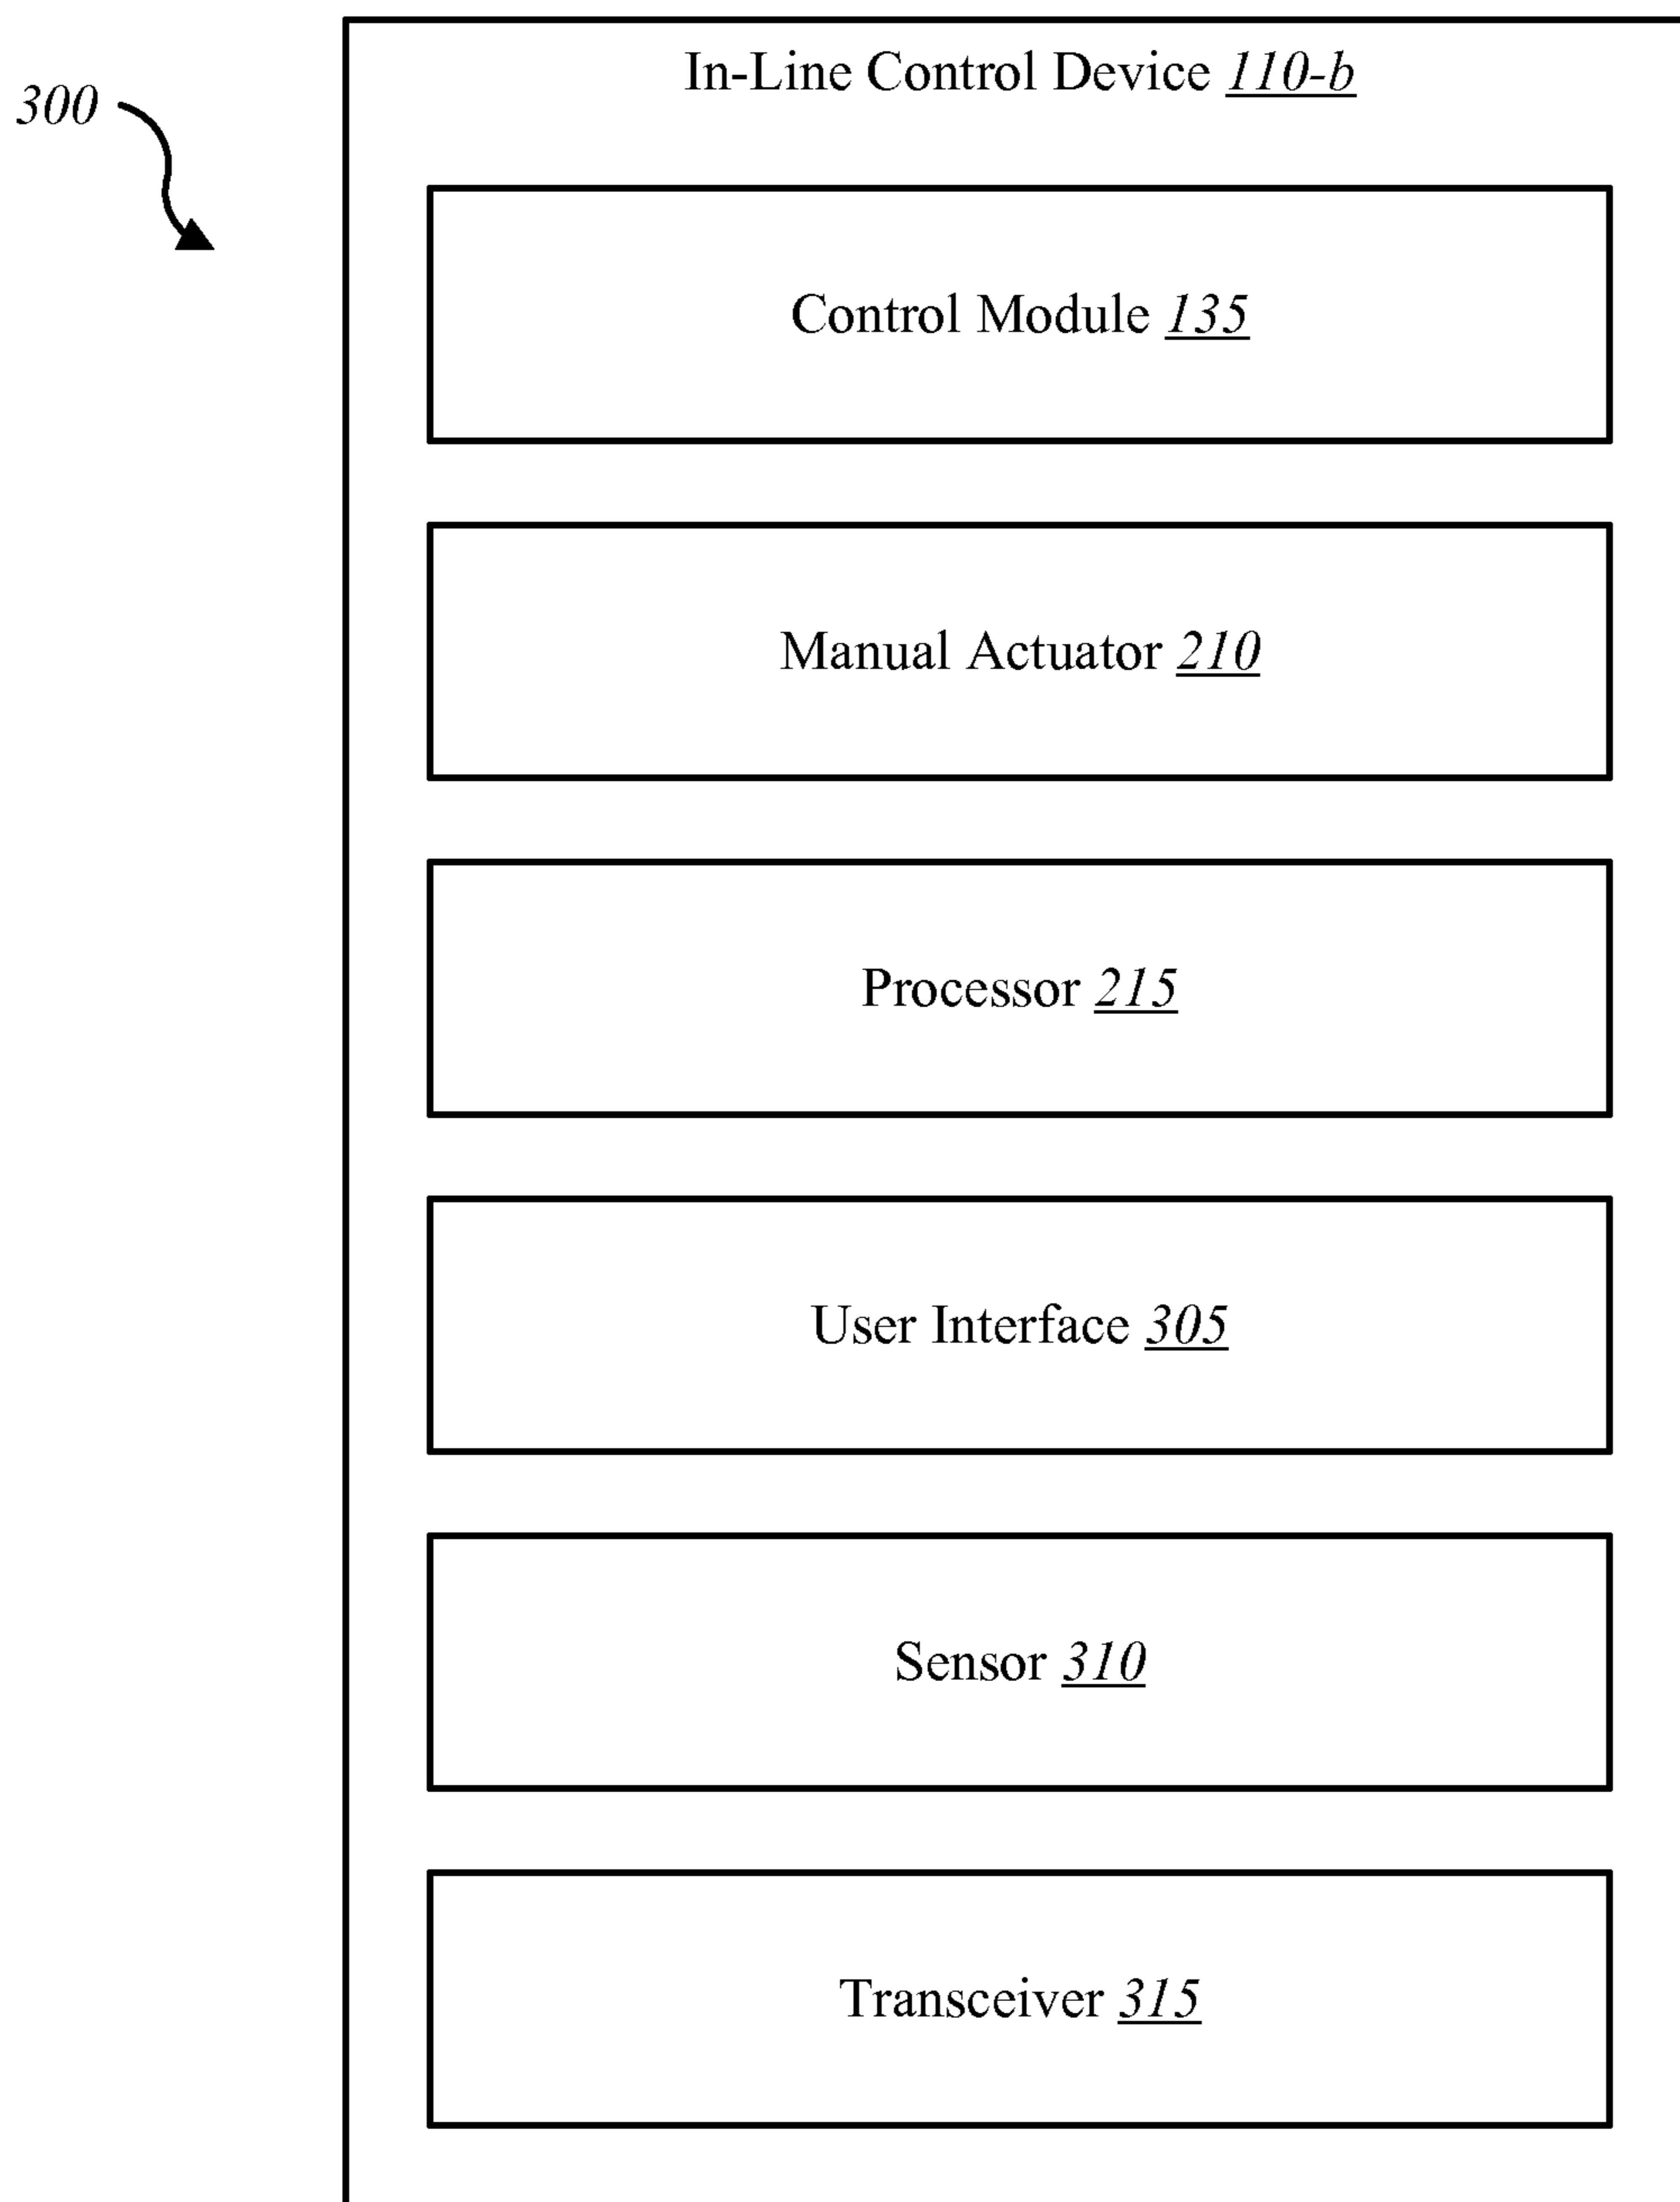 In-Line Control Device 110-b
300
Control Module 135
Manual Actuator 210
Processor 215
User Interface 305
Sensor 310
Transceiver 315